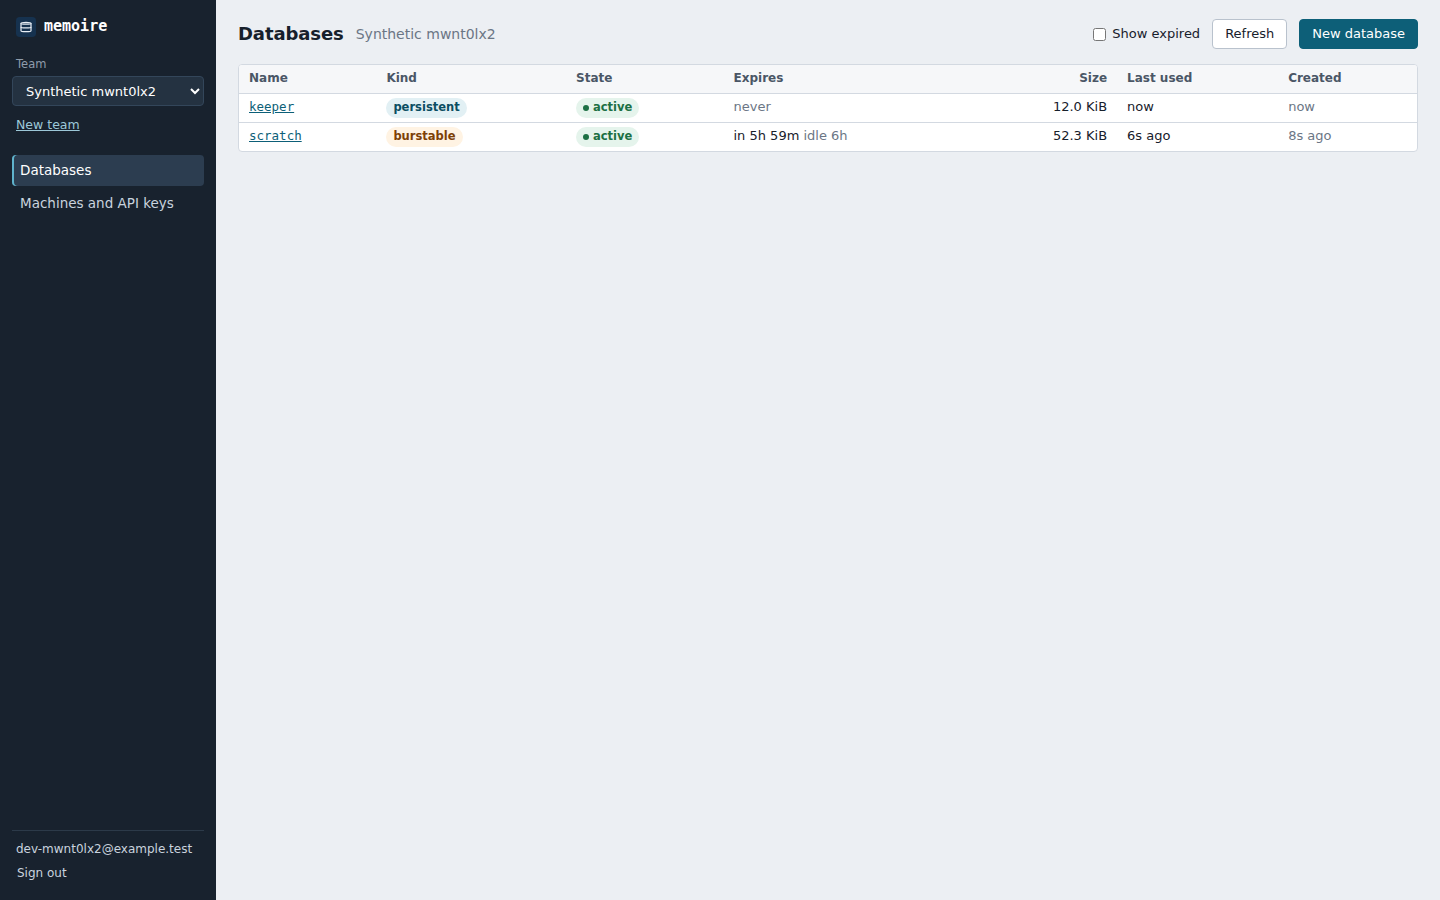 memoire
Team
Synthetic mwnt0lx2
New team
Databases
Machines and API keys
dev-mwnt0lx2@example.test
Sign out
Databases Synthetic mwnt0lx2 Show expired Refresh New database
Name Kind State Expires Size Last used Created
keeper persistent active never 12.0 KiB now now
scratch burstable active in 5h 59m idle 6h 52.3 KiB 6s ago 8s ago